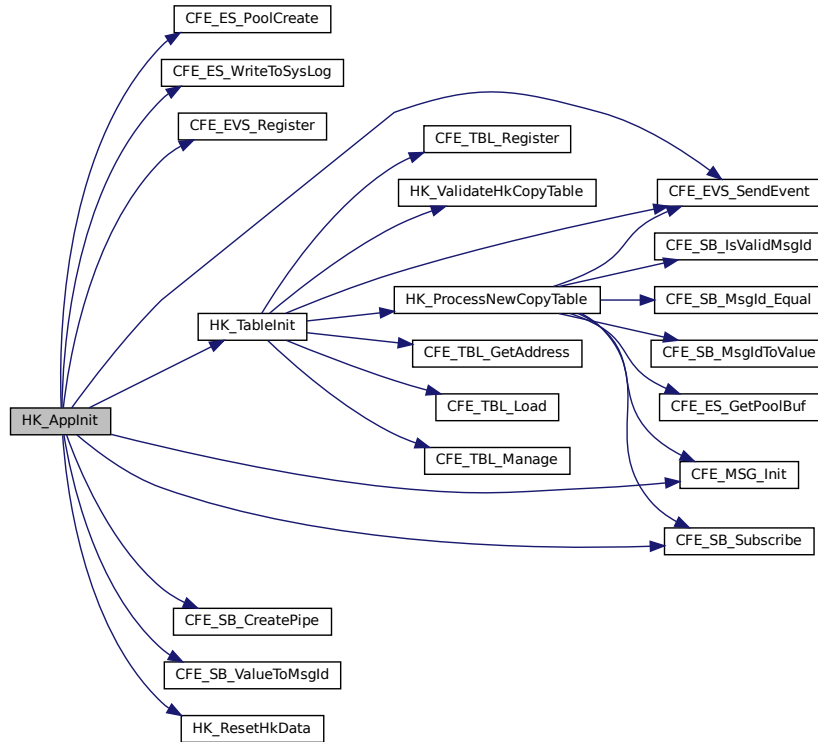 CFE_ES_PoolCreate
CFE_ES_WriteToSysLog
CFE_EVS_Register
CFE_TBL_Register
HK_ValidateHkCopyTable
CFE_EVS_SendEvent
CFE_SB_IsValidMsgId
HK_ProcessNewCopyTable
CFE_SB_MsgId_Equal
HK_TableInit
CFE_TBL_GetAddress
CFE_SB_MsgIdToValue
CFE_TBL_Load
CFE_ES_GetPoolBuf
HK_AppInit
CFE_TBL_Manage
CFE_MSG_Init
CFE_SB_Subscribe
CFE_SB_CreatePipe
CFE_SB_ValueToMsgId
HK_ResetHkData